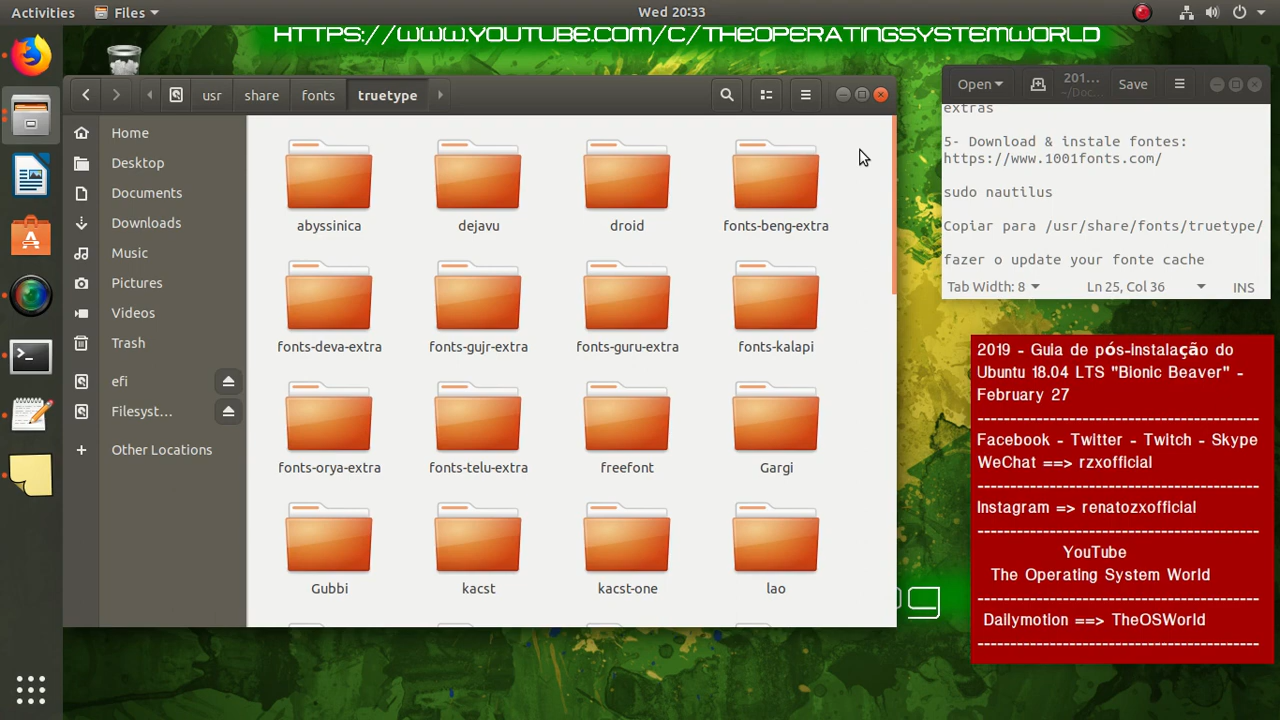 Activities
Files
Wed 20:33
HTTPS://WWW.YOUTUBE.COM/C/THEOPERATINGSYSTEMWORLD
usr
share
fonts
truetype
Home
Desktop
Documents
Downloads
Music
Pictures
Videos
Trash
efi
Filesyst...
Other Locations
abyssinica
dejavu
droid
fonts-beng-extra
fonts-deva-extra
fonts-gujr-extra
fonts-guru-extra
fonts-kalapi
fonts-orya-extra
fonts-telu-extra
freefont
Gargi
Gubbi
kacst
kacst-one
lao
Open
201...
~/Doc...
Save
extras
5- Download & instale fontes:
https://www.1001fonts.com/
sudo nautilus
Copiar para /usr/share/fonts/truetype/
fazer o update your fonte cache
Tab Width: 8
Ln 25, Col 36
INS
2019 - Guia de pós-Instalação do
Ubuntu 18.04 LTS "Bionic Beaver" -
February 27
-------------------------------------------
Facebook - Twitter - Twitch - Skype
WeChat ==> rzxofficial
-------------------------------------------
Instagram => renatozxofficial
-------------------------------------------
YouTube
The Operating System World
-------------------------------------------
Dallymotion ==> TheOSWorld
-------------------------------------------